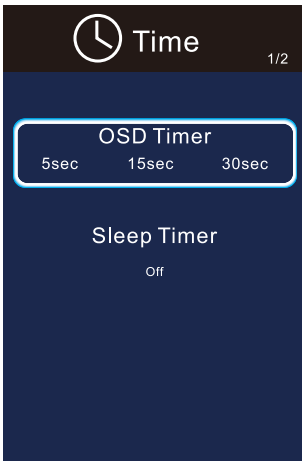 Time
1/2
OSD Timer
5sec 15sec 30sec
Sleep Timer
Off